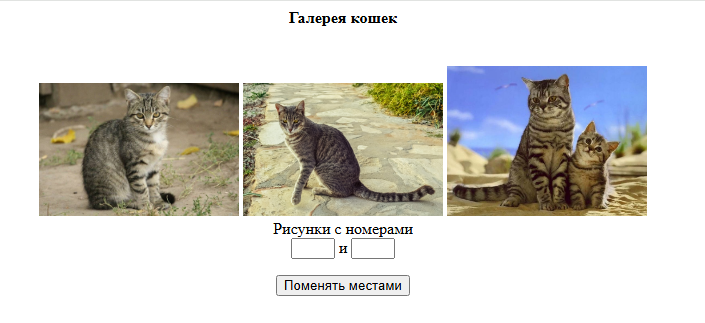 Галерея кошек
Рисунки с номерами
и
Поменять местами